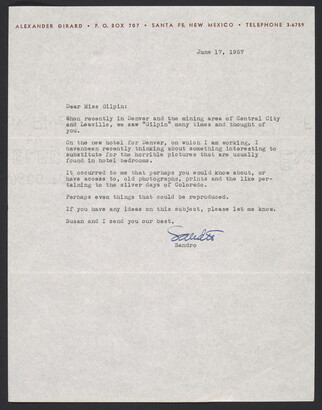 ALEXANDER GIRARD • P. O. BOX 707 • SANTA FE, NEW MEXICO • TELEPHONE 3-6759
June 17, 1957
Dear Miss Gilpin:
When recently in Denver and the mining area of Central City
and Leaville, we saw "Gilpin" many times and thought of
you.
On the new hotel for Denver, on which I am working, I
havenbeen recently thinking about something interesting to
substitute for the horrible pictures that are usually
found in hotel bedrooms.
It occurred to me that perhaps you would know about, or
have access to, old photographs, prints and the like per-
taining to the silver days of Colorado.
Perhaps even things that could be reproduced.
If you have any ideas on this subject, please let me know.
Susan and I send you our best,
Sandro
Sandro